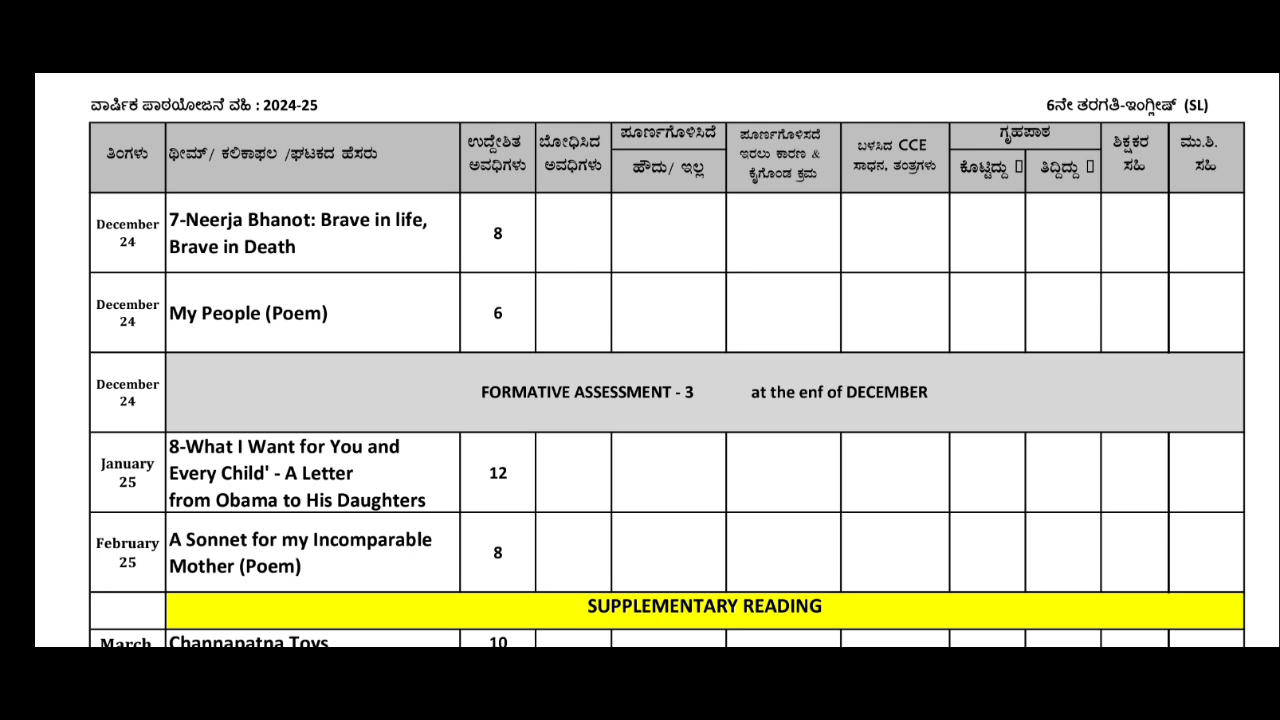 ವಾರ್ಷಿಕ ಪಾಠಯೋಜನೆ ವಹಿ : 2024-25
6ನೇ ತರಗತಿ-ಇಂಗ್ಲೀಷ್ (SL)
ತಿಂಗಳು
ಥೀಮ್/ ಕಲಿಕಾಫಲ /ಘಟಕದ ಹೆಸರು
ಉದ್ದೇಶಿತ
ಅವಧಿಗಳು
ಬೋಧಿಸಿದ
ಅವಧಿಗಳು
ಪೂರ್ಣಗೊಳಿಸಿದೆ
ಹೌದು/ ಇಲ್ಲ
ಪೂರ್ಣಗೊಳಿಸದೆ
ಇರಲು ಕಾರಣ &
ಕೈಗೊಂಡ ಕ್ರಮ
ಬಳಸಿದ CCE
ಸಾಧನ, ತಂತ್ರಗಳು
ಗೃಹಪಾಠ
ಕೊಟ್ಟಿದ್ದು
ತಿದ್ದಿದ್ದು
ಶಿಕ್ಷಕರ
ಸಹಿ
ಮು.ಶಿ.
ಸಹಿ
December
24
7-Neerja Bhanot: Brave in life,
Brave in Death
8
December
24
My People (Poem)
6
December
24
FORMATIVE ASSESSMENT - 3 at the enf of DECEMBER
January
25
8-What I Want for You and
Every Child' - A Letter
from Obama to His Daughters
12
February
25
A Sonnet for my Incomparable
Mother (Poem)
8
SUPPLEMENTARY READING
March
Channapatna Toys
10